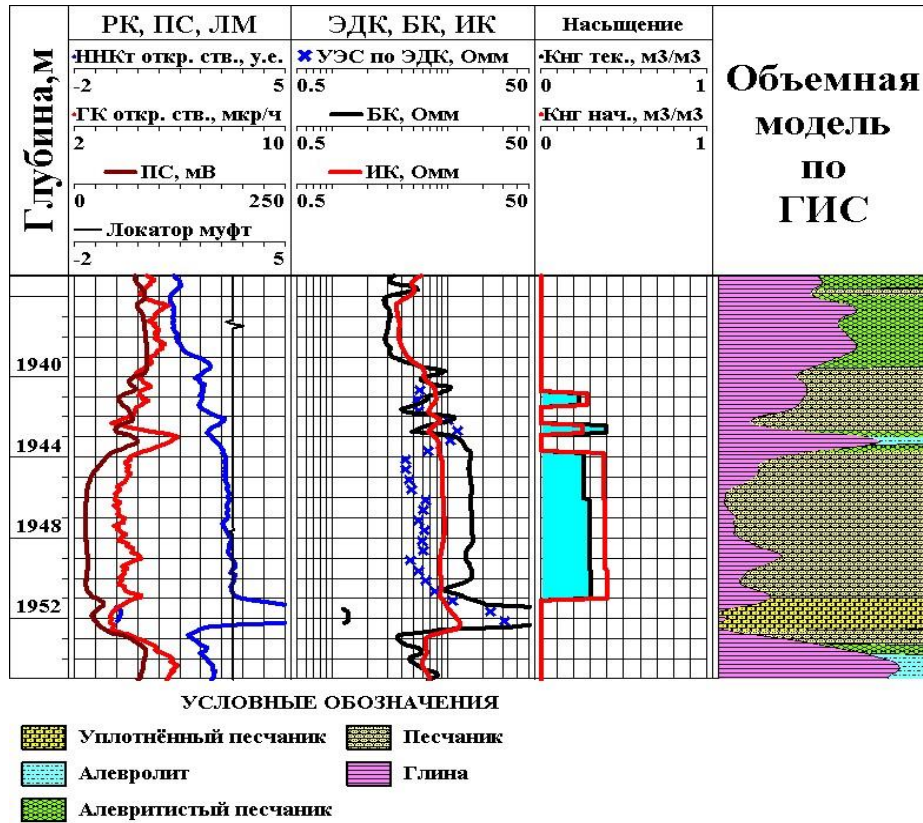 Глубина,м
РК, ПС, ЛМ
ННКт откр. ств., у.е.
-2 5
ГК откр. ств., мкр/ч
2 10
ПС, мВ
0 250
Локатор муфт
-2 5
ЭДК, БК, ИК
УЭС по ЭДК, Омм
0.5 50
БК, Омм
0.5 50
ИК, Омм
0.5 50
Насыщение
Кнг тек., м3/м3
0 1
Кнг нач., м3/м3
0 1
Объемная
модель
по
ГИС
1940
1944
1948
1952
УСЛОВНЫЕ ОБОЗНАЧЕНИЯ
Уплотнённый песчаник
Песчаник
Алевролит
Глина
Алевритистый песчаник